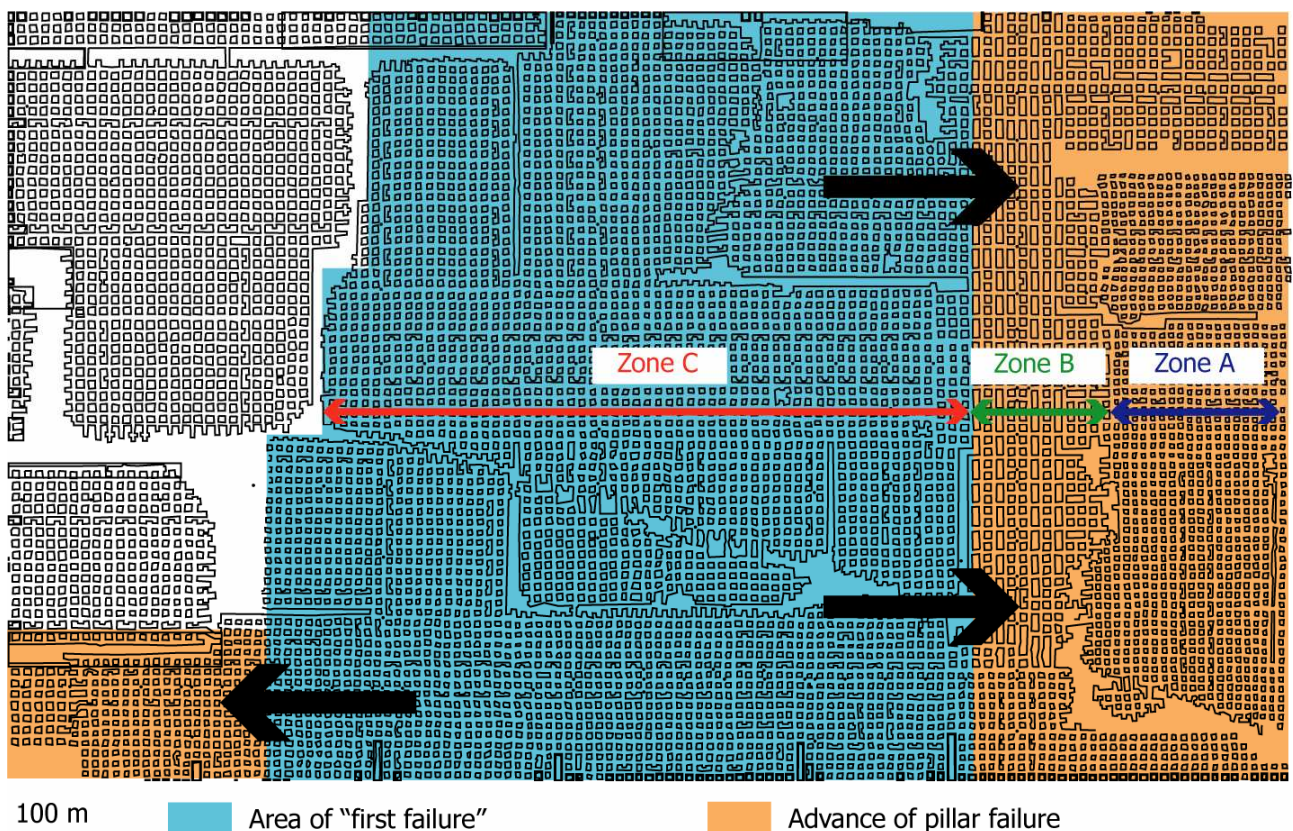 Zone C
Zone B
Zone A
100 m
Area of “first failure”
Advance of pillar failure